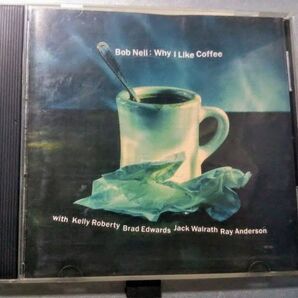 Bob Nell: Why I Like Coffee
with Kelly Roberty Brad Edwards Jack Walrath Ray Anderson